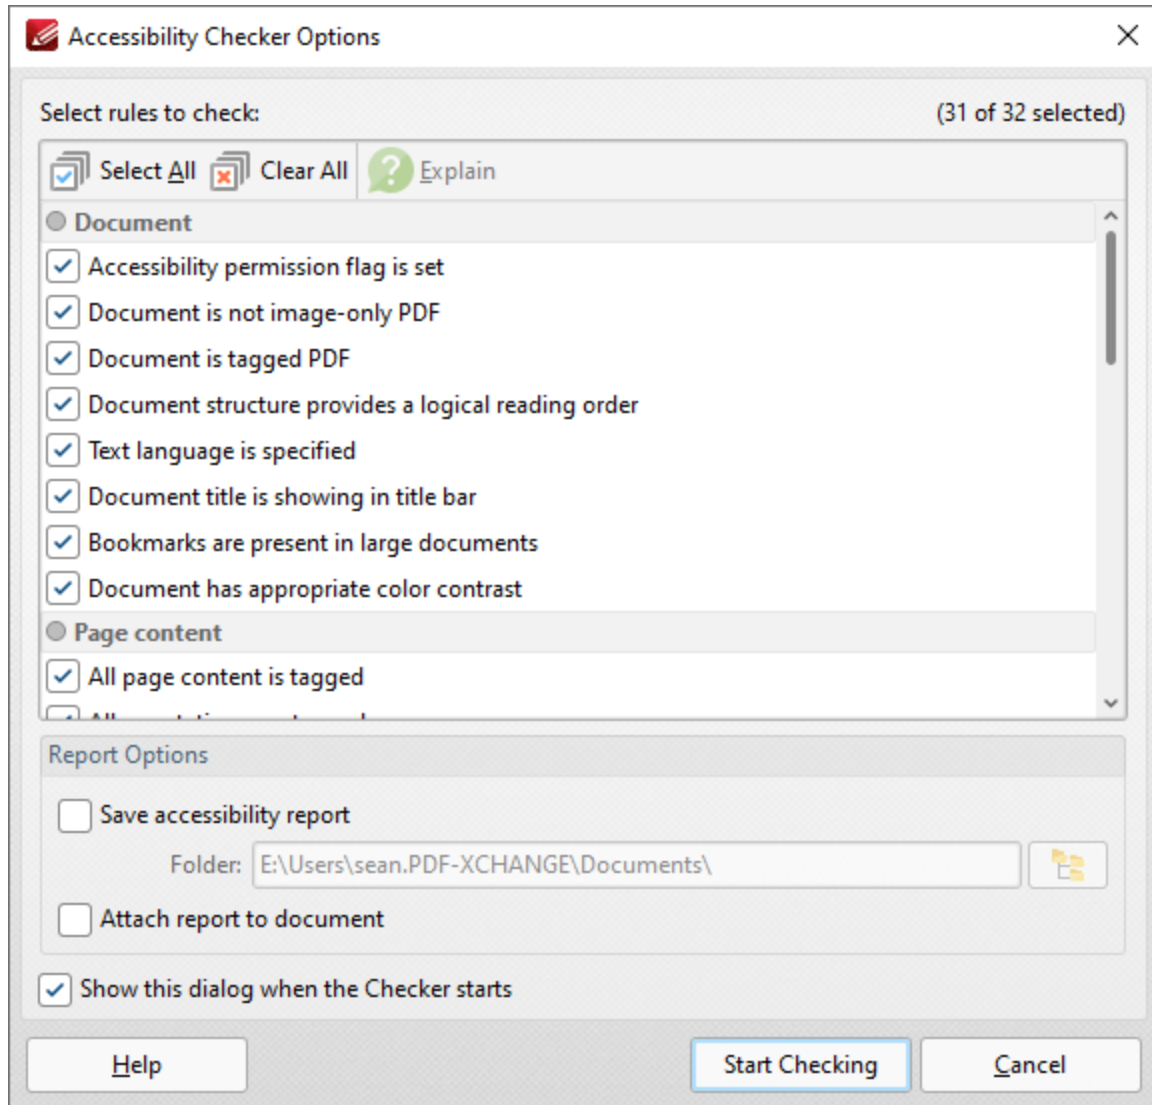 Accessibility Checker Options
Select rules to check: (31 of 32 selected)
Select All Clear All Explain
Document
Accessibility permission flag is set
Document is not image-only PDF
Document is tagged PDF
Document structure provides a logical reading order
Text language is specified
Document title is showing in title bar
Bookmarks are present in large documents
Document has appropriate color contrast
Page content
All page content is tagged
Report Options
Save accessibility report
Folder: E:\Users\sean.PDF-XCHANGE\Documents\
Attach report to document
Show this dialog when the Checker starts
Help Start Checking Cancel